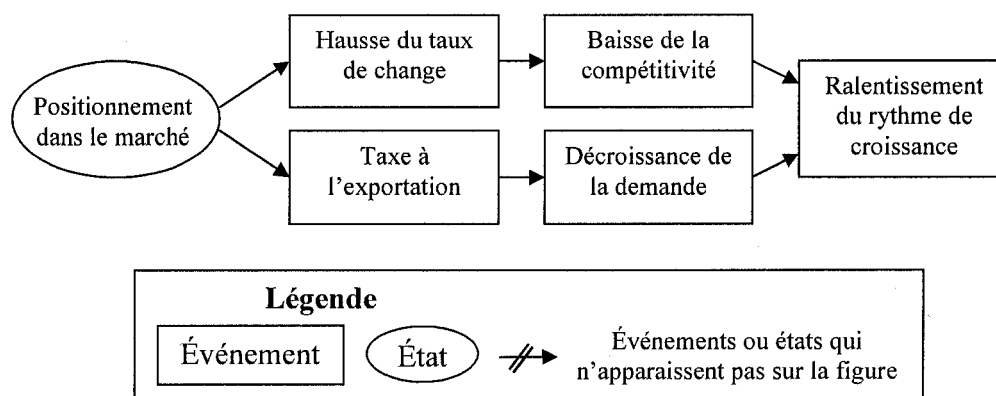 Positionnement
dans le marché
Hausse du taux
de change
Baisse de la
compétitivité
Taxe à
l'exportation
Décroissance de
la demande
Ralentissement
du rythme de
croissance
Légende
Événement
État
Événements ou états qui
n'apparaissent pas sur la figure